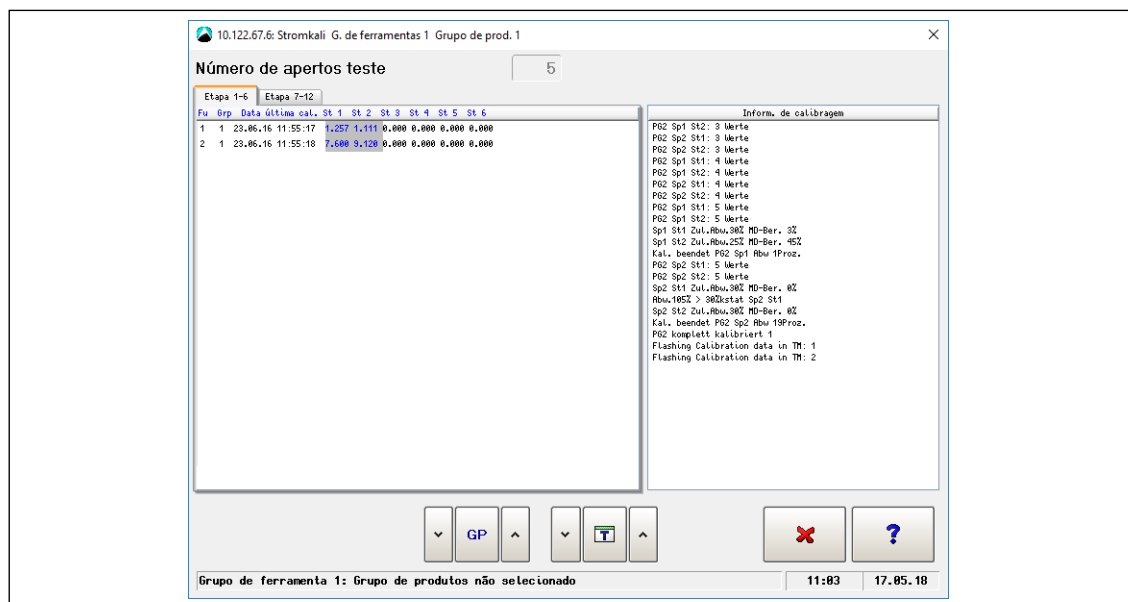 10.122.67.6: Stromkali G. de ferramentas 1 Grupo de prod. 1
Número de apertos teste 5
Etapa 1-6 Etapa 7-12
Fu Grp Data última cal. St 1 St 2 St 3 St 4 St 5 St 6
1 1 23.06.16 11:55:17 1.257 1.111 0.000 0.000 0.000 0.000
2 1 23.06.16 11:55:18 7.600 9.120 0.000 0.000 0.000 0.000
Inform. de calibragem
PG2 Sp1 St2: 3 Werte
PG2 Sp2 St1: 3 Werte
PG2 Sp2 St2: 3 Werte
PG2 Sp1 St1: 4 Werte
PG2 Sp1 St2: 4 Werte
PG2 Sp2 St1: 4 Werte
PG2 Sp2 St2: 4 Werte
PG2 Sp1 St1: 5 Werte
PG2 Sp1 St2: 5 Werte
Sp1 St1 Zul.Abw.30% MD-Ber. 3%
Sp1 St2 Zul.Abw.25% MD-Ber. 45%
Kal. beendet PG2 Sp1 Abw 1Proz.
PG2 Sp2 St1: 5 Werte
PG2 Sp2 St2: 5 Werte
Sp2 St1 Zul.Abw.30% MD-Ber. 0%
Abw.105% > 30%kstat Sp2 St1
Sp2 St2 Zul.Abw.30% MD-Ber. 0%
Kal. beendet PG2 Sp2 Abw 19Proz.
PG2 komplett kalibriert 1
Flashing Calibration data in TM: 1
Flashing Calibration data in TM: 2
GP T ?
Grupo de ferramenta 1: Grupo de produtos não selecionado 11:03 17.05.18